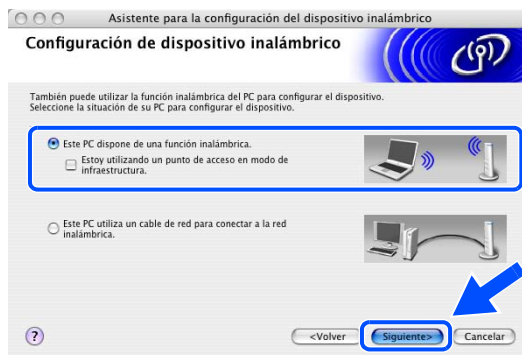 Asistente para la configuración del dispositivo inalámbrico
Configuración de dispositivo inalámbrico
También puede utilizar la función inalámbrica del PC para configurar el dispositivo.
Seleccione la situación de su PC para configurar el dispositivo.
Este PC dispone de una función inalámbrica.
Estoy utilizando un punto de acceso en modo de
infraestructura.
Este PC utiliza un cable de red para conectar a la red
inalámbrica.
? <Volver Siguiente> Cancelar